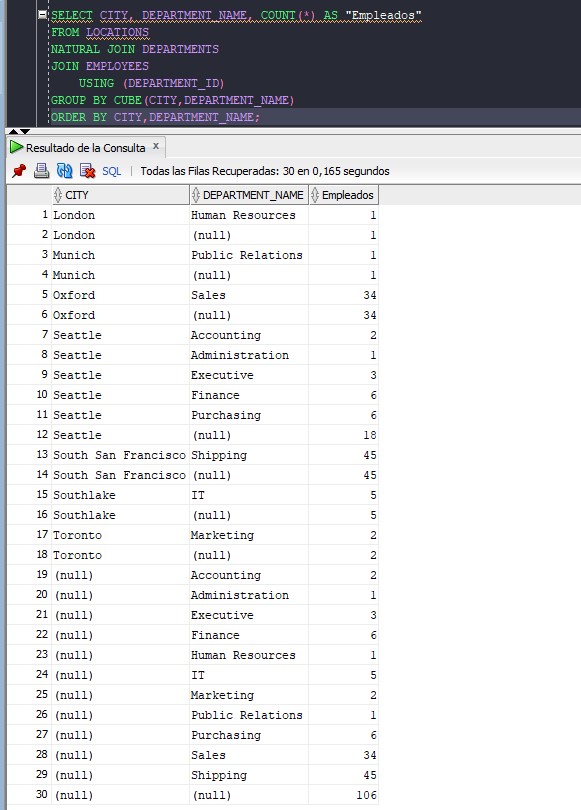 SELECT CITY, DEPARTMENT_NAME, COUNT(*) AS "Empleados"
FROM LOCATIONS
NATURAL JOIN DEPARTMENTS
JOIN EMPLOYEES
USING (DEPARTMENT_ID)
GROUP BY CUBE(CITY,DEPARTMENT_NAME)
ORDER BY CITY,DEPARTMENT_NAME;
Resultado de la Consulta x
SQL | Todas las Filas Recuperadas: 30 en 0,165 segundos
CITY DEPARTMENT_NAME Empleados
1 London Human Resources 1
2 London (null) 1
3 Munich Public Relations 1
4 Munich (null) 1
5 Oxford Sales 34
6 Oxford (null) 34
7 Seattle Accounting 2
8 Seattle Administration 1
9 Seattle Executive 3
10 Seattle Finance 6
11 Seattle Purchasing 6
12 Seattle (null) 18
13 South San Francisco Shipping 45
14 South San Francisco (null) 45
15 Southlake IT 5
16 Southlake (null) 5
17 Toronto Marketing 2
18 Toronto (null) 2
19 (null) Accounting 2
20 (null) Administration 1
21 (null) Executive 3
22 (null) Finance 6
23 (null) Human Resources 1
24 (null) IT 5
25 (null) Marketing 2
26 (null) Public Relations 1
27 (null) Purchasing 6
28 (null) Sales 34
29 (null) Shipping 45
30 (null) (null) 106